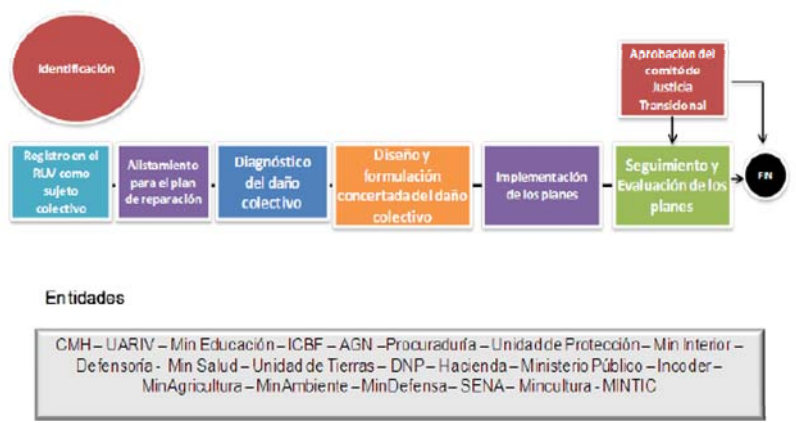 Identificación
Aprobación del
comité de
Justicia
Transicional
Registro en el
RUV como
sujeto
colectivo
Alistamiento
para el plan
de reparación
Diagnóstico
del daño
colectivo
Diseño y
formulación
concertada del daño
colectivo
Implementación
de los planes
Seguimiento y
Evaluación de los
planes
FIN
Entidades
CMH – UARIV – Min Educación – ICBF – AGN –Procuraduría – Unidad de Protección – Min Interior –
Defensoría - Min Salud – Unidad de Tierras – DNP – Hacienda – Ministerio Público – Incoder –
MinAgricultura – MinAmbiente – MinDefensa – SENA – Mincultura - MINTIC